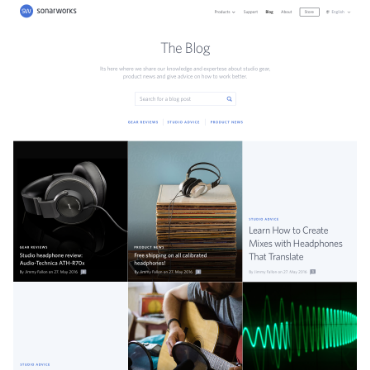 SW sonarworks
Products Support Blog About Store English
The Blog
Its here where we share our knowledge and expertise about studio gear,
product news and give advice on how to work better.
Search for a blog post
GEAR REVIEWS STUDIO ADVICE PRODUCT NEWS
GEAR REVIEWS
Studio headphone review:
Audio-Technica ATH-R70x
By Jimmy Fallon on 27. May 2016
PRODUCT NEWS
Free shipping on all calibrated
headphones!
By Jimmy Fallon on 27. May 2016
STUDIO ADVICE
Learn How to Create
Mixes with Headphones
That Translate
By Jimmy Fallon on 27. May 2016
STUDIO ADVICE